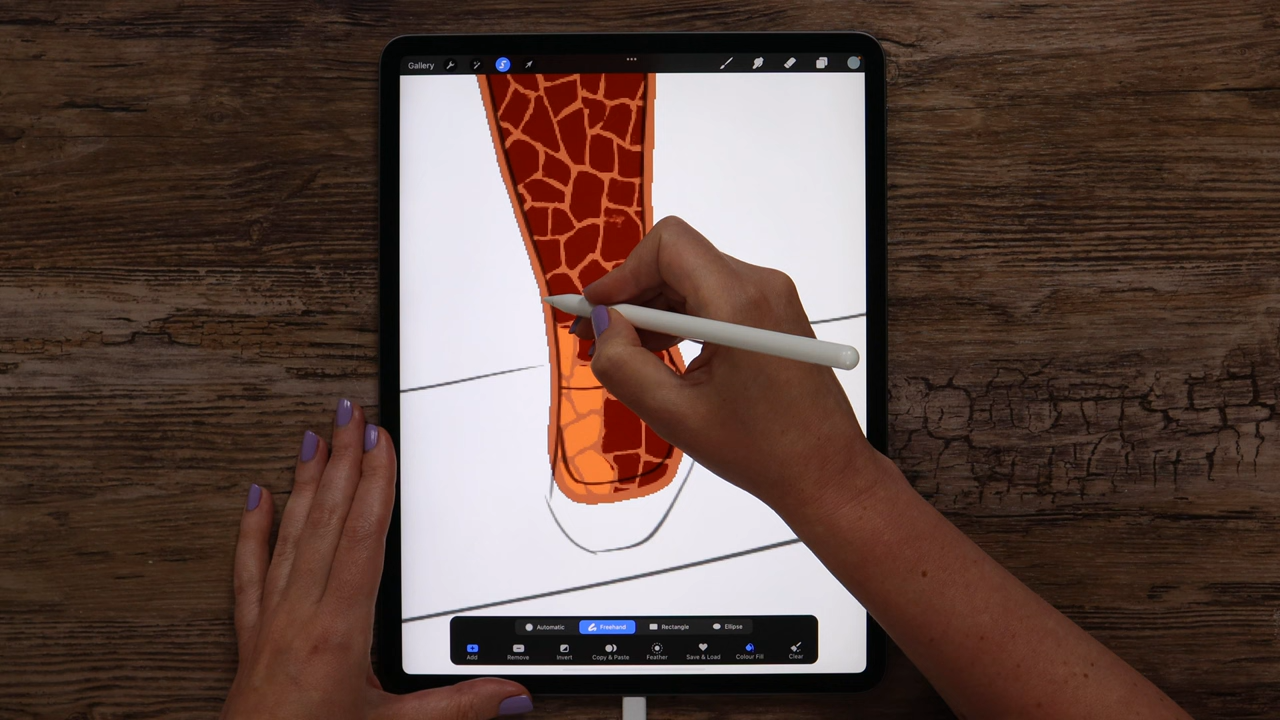 Gallery
Automatic Freehand Rectangle Ellipse
Add Remove Invert Copy & Paste Feather Save & Load Colour Fill Clear